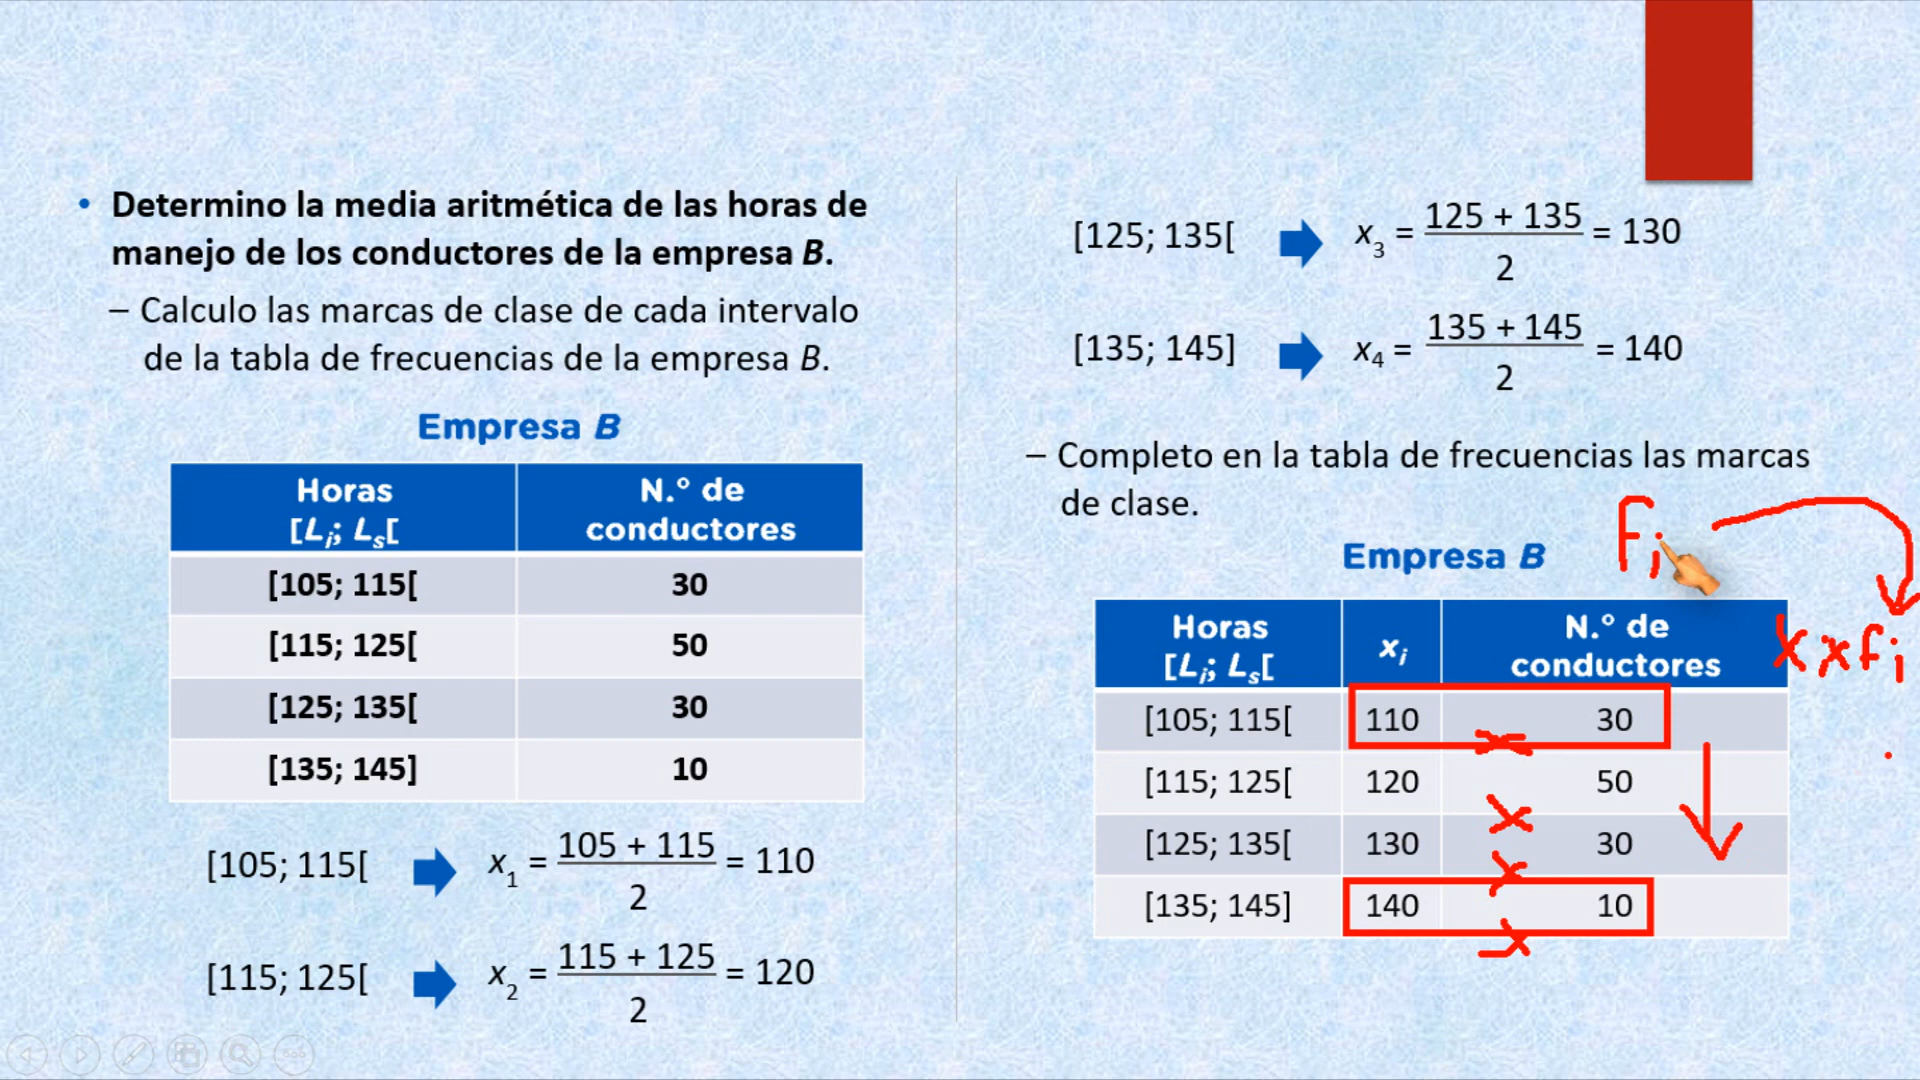 • Determino la media aritmética de las horas de
manejo de los conductores de la empresa B.
– Calculo las marcas de clase de cada intervalo
de la tabla de frecuencias de la empresa B.
Empresa B
Horas
[Li; Ls[
N.° de
conductores
[105; 115[ 30
[115; 125[ 50
[125; 135[ 30
[135; 145] 10
[105; 115[ x1 = 105 + 115 / 2 = 110
[115; 125[ x2 = 115 + 125 / 2 = 120
[125; 135[ x3 = 125 + 135 / 2 = 130
[135; 145] x4 = 135 + 145 / 2 = 140
– Completo en la tabla de frecuencias las marcas
de clase.
Fi
Empresa B
Horas
[Li; Ls[
xi
N.° de
conductores
x x fi
[105; 115[ 110 30
x
[115; 125[ 120 50
x
[125; 135[ 130 30
x
[135; 145] 140 10
x